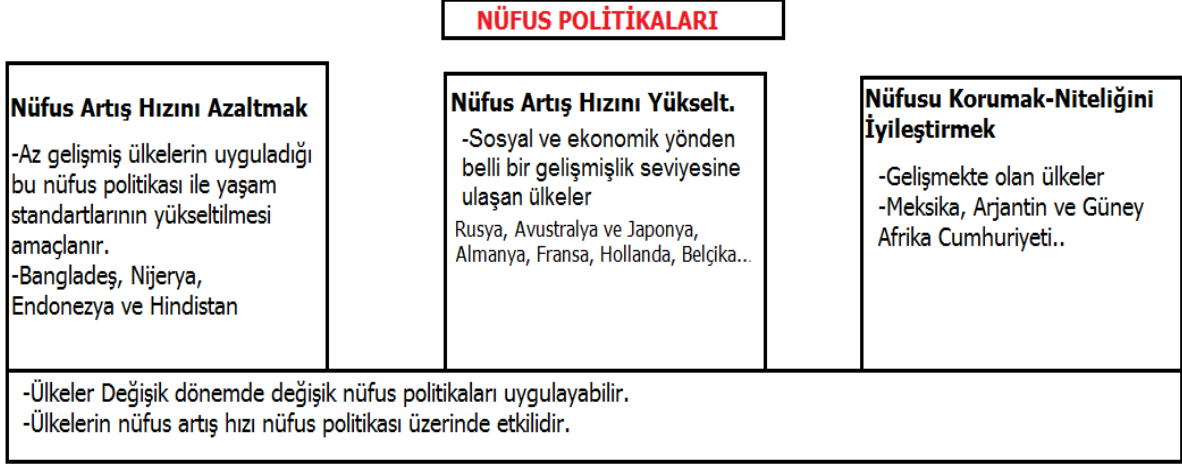 NÜFUS POLİTİKALARI
Nüfus Artış Hızını Azaltmak
-Az gelişmiş ülkelerin uyguladığı
bu nüfus politikası ile yaşam
standartlarının yükseltilmesi
amaçlanır.
-Bangladeş, Nijerya,
Endonezya ve Hindistan
Nüfus Artış Hızını Yükselt.
-Sosyal ve ekonomik yönden
belli bir gelişmişlik seviyesine
ulaşan ülkeler
Rusya, Avustralya ve Japonya,
Almanya, Fransa, Hollanda, Belçika...
Nüfusu Korumak-Niteliğini
İyileştirmek
-Gelişmekte olan ülkeler
-Meksika, Arjantin ve Güney
Afrika Cumhuriyeti..
-Ülkeler Değişik dönemde değişik nüfus politikaları uygulayabilir.
-Ülkelerin nüfus artış hızı nüfus politikası üzerinde etkilidir.